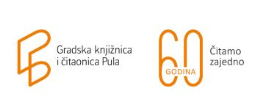 Gradska knjižnica
i čitaonica Pula
60
GODINA
Čitamo
zajedno